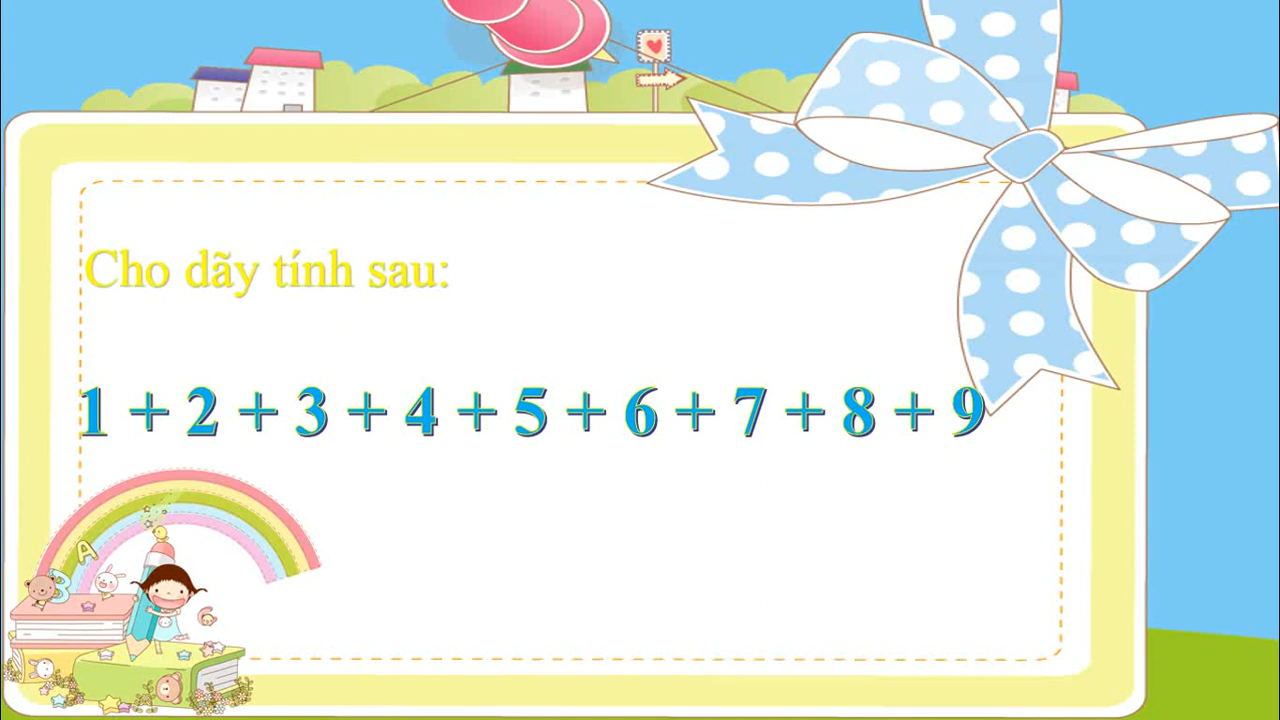 Cho dãy tính sau:
1 + 2 + 3 + 4 + 5 + 6 + 7 + 8 + 9
A
B